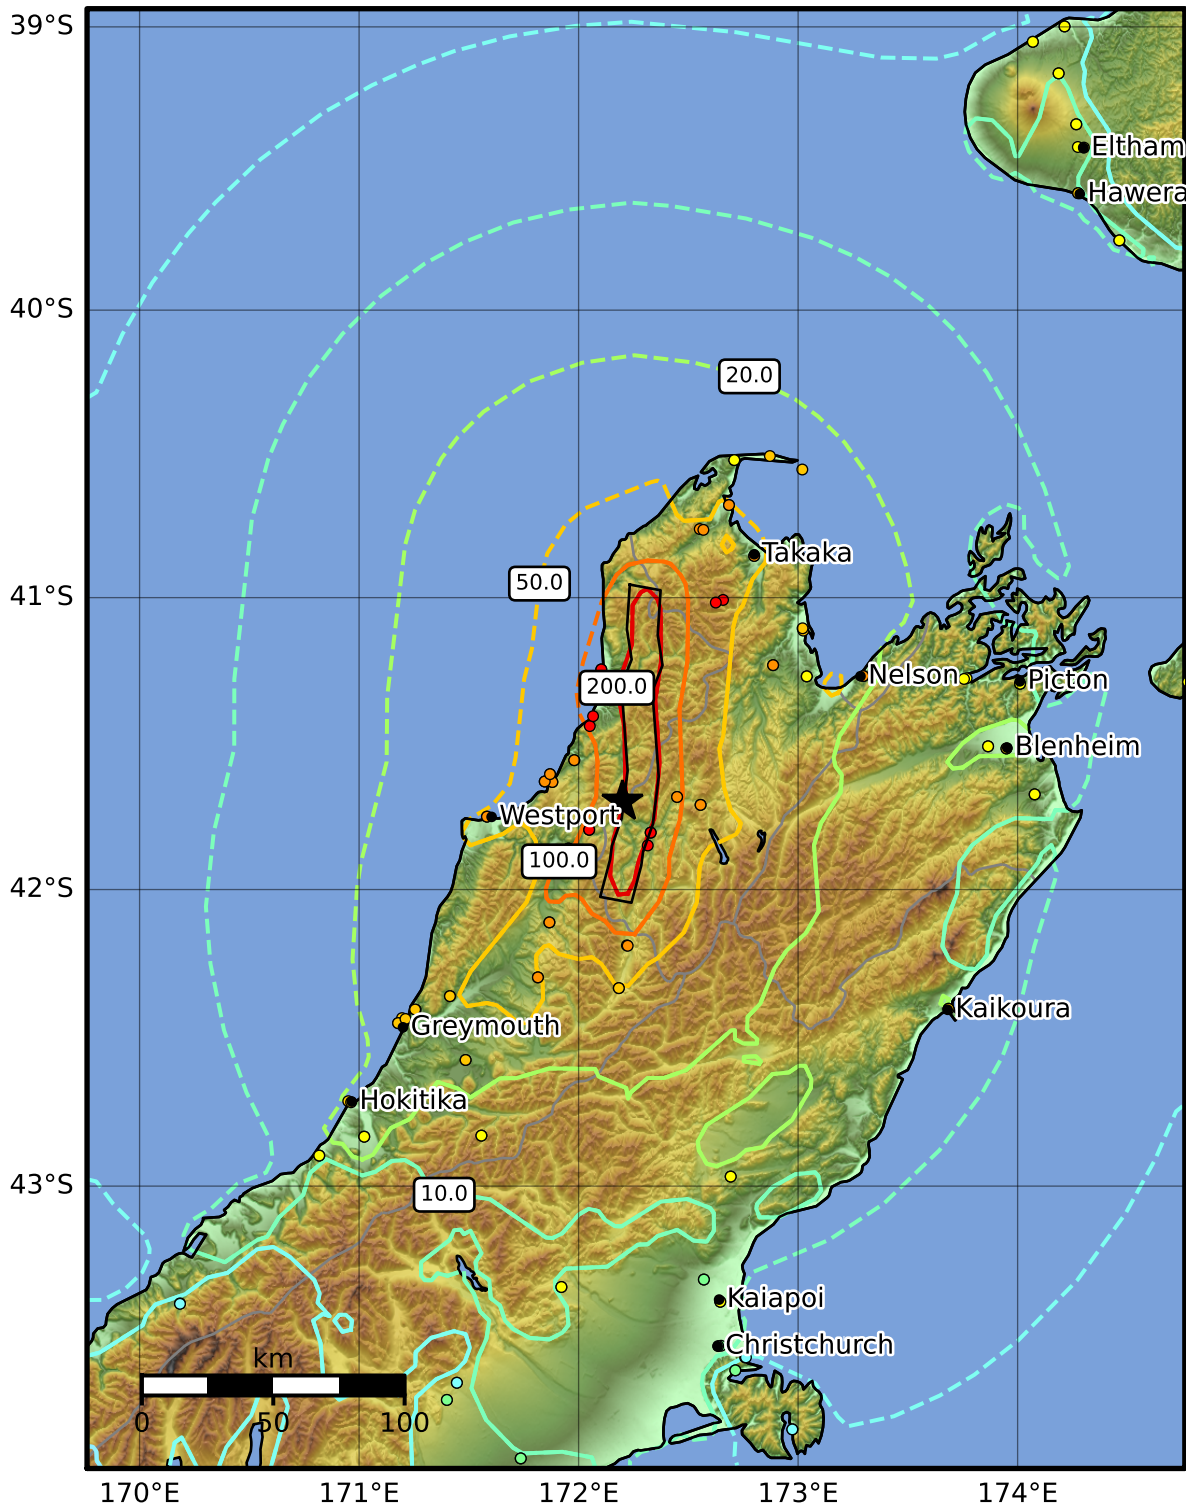 39°S
Eltham
Hawera
40°S
20.0
Takaka
50.0
41°S
Nelson
Picton
200.0
Blenheim
Westport
100.0
42°S
Kaikoura
Greymouth
Hokitika
43°S
10.0
Kaiapoi
Christchurch
km
0 50 100
170°E 171°E 172°E 173°E 174°E